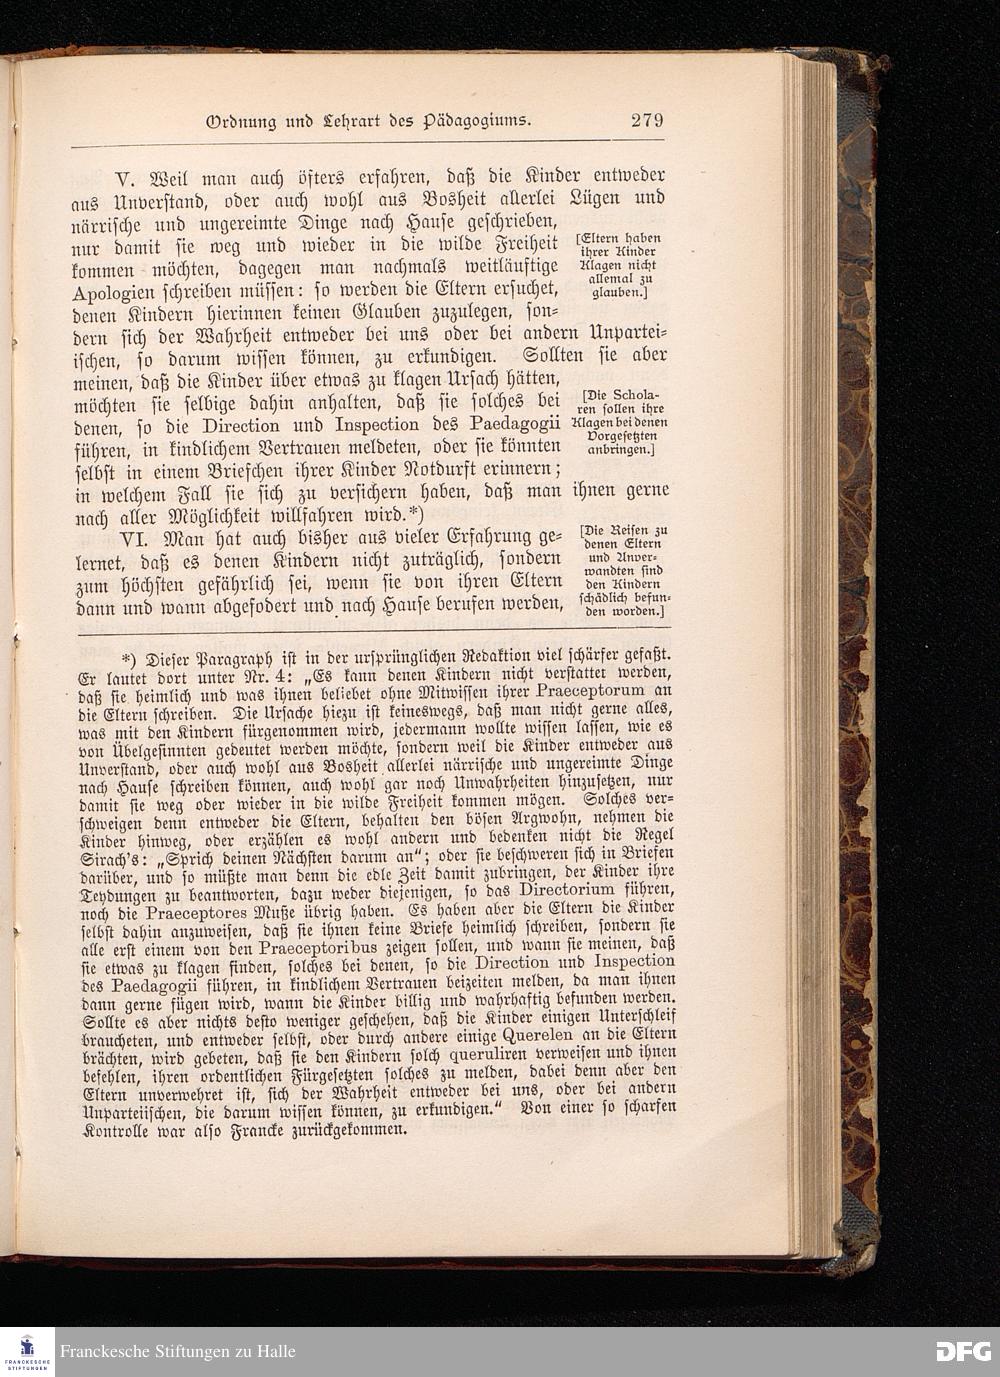 Ordnung und Lehrart des Pädagogiums. 279
V. Weil man auch öfters erfahren, daß die Kinder entweder
aus Unverstand, oder auch wohl aus Bosheit allerlei Lügen und
närrische und ungereimte Dinge nach Hause geschrieben,
nur damit sie weg und wieder in die wilde Freiheit
kommen möchten, dagegen man nachmals weitläuftige
Apologien schreiben müssen: so werden die Eltern ersuchet,
denen Kindern hierinnen keinen Glauben zuzulegen, son-
[Eltern haben
ihrer Kinder
Klagen nicht
allemal zu
glauben.]
dern sich der Wahrheit entweder bei uns oder bei andern Unpartei-
ischen, so darum wissen können, zu erkundigen. Sollten sie aber
meinen, daß die Kinder über etwas zu klagen Ursach hätten,
möchten sie selbige dahin anhalten, daß sie solches bei
denen, so die Direction und Inspection des Paedagogii
führen, in kindlichem Vertrauen meldeten, oder sie könnten
selbst in einem Briefchen ihrer Kinder Notdurft erinnern;
[Die Schola-
ren sollen ihre
Klagen bei denen
Vorgesetzten
anbringen.]
in welchem Fall sie sich zu versichern haben, daß man ihnen gerne
nach aller Möglichkeit willfahren wird.*)
VI. Man hat auch bisher aus vieler Erfahrung ge-
lernet, daß es denen Kindern nicht zuträglich, sondern
zum höchsten gefährlich sei, wenn sie von ihren Eltern
dann und wann abgefodert und nach Hause berufen werden,
[Die Reisen zu
denen Eltern
und Anver-
wandten sind
den Kindern
schädlich befun-
den worden.]
*) Dieser Paragraph ist in der ursprünglichen Redaktion viel schärfer gefaßt.
Er lautet dort unter Nr. 4: „Es kann denen Kindern nicht verstattet werden,
daß sie heimlich und was ihnen beliebet ohne Mitwissen ihrer Praeceptorum an
die Eltern schreiben. Die Ursache hiezu ist keineswegs, daß man nicht gerne alles,
was mit den Kindern fürgenommen wird, jedermann wollte wissen lassen, wie es
von Übelgesinnten gedeutet werden möchte, sondern weil die Kinder entweder aus
Unverstand, oder auch wohl aus Bosheit allerlei närrische und ungereimte Dinge
nach Hause schreiben können, auch wohl gar noch Unwahrheiten hinzusetzen, nur
damit sie weg oder wieder in die wilde Freiheit kommen mögen. Solches ver-
schweigen denn entweder die Eltern, behalten den bösen Argwohn, nehmen die
Kinder hinweg, oder erzählen es wohl andern und bedenken nicht die Regel
Sirach's: „Sprich deinen Nächsten darum an"; oder sie beschweren sich in Briefen
darüber, und so müßte man denn die edle Zeit damit zubringen, der Kinder ihre
Teydungen zu beantworten, dazu weder diejenigen, so das Directorium führen,
noch die Praeceptores Muße übrig haben. Es haben aber die Eltern die Kinder
selbst dahin anzuweisen, daß sie ihnen keine Briefe heimlich schreiben, sondern sie
alle erst einem von den Praeceptoribus zeigen sollen, und wann sie meinen, daß
sie etwas zu klagen finden, solches bei denen, so die Direction und Inspection
des Paedagogii führen, in kindlichem Vertrauen beizeiten melden, da man ihnen
dann gerne fügen wird, wann die Kinder billig und wahrhaftig befunden werden.
Sollte es aber nichts desto weniger geschehen, daß die Kinder einigen Unterschleif
braucheten, und entweder selbst, oder durch andere einige Querelen an die Eltern
brächten, wird gebeten, daß sie den Kindern solch queruliren verweisen und ihnen
befehlen, ihren ordentlichen Fürgesetzten solches zu melden, dabei denn aber den
Eltern unverwehret ist, sich der Wahrheit entweder bei uns, oder bei andern
Unparteiischen, die darum wissen können, zu erkundigen." Von einer so scharfen
Kontrolle war also Francke zurückgekommen.
FRANCKESCHE
STIFTUNGEN
Franckesche Stiftungen zu Halle
DFG